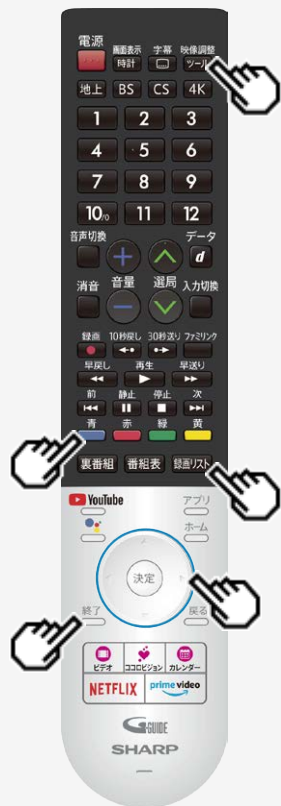 電源 画面表示 字幕 映像調整
時計 ツール
地上 BS CS 4K
1 2 3
4 5 6
7 8 9
10/0 11 12
音声切換 データ
d
消音 音量 選局 入力切換
録画 10秒戻し 30秒送り ファミリンク
早戻し 再生 早送り
前 静止 停止 次
青 赤 緑 黄
裏番組 番組表 録画リスト
YouTube アプリ
ホーム
決定
終了 戻る
ビデオ ココロビジョン カレンダー
NETFLIX prime video
G-GUIDE
SHARP